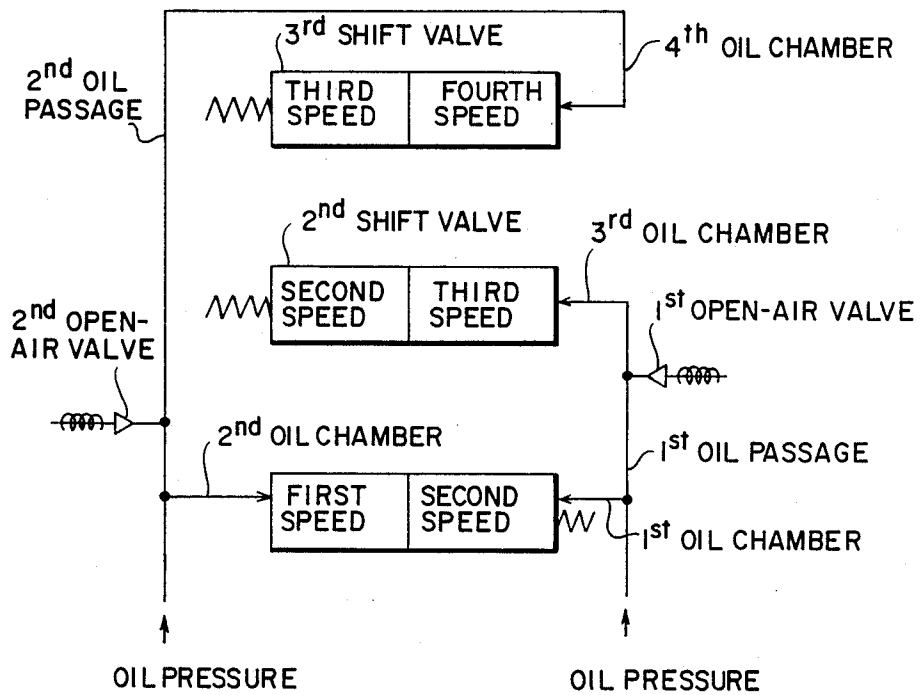 3rd SHIFT VALVE
4th OIL CHAMBER
2nd OIL
PASSAGE
THIRD
SPEED
FOURTH
SPEED
2nd SHIFT VALVE
3rd OIL CHAMBER
SECOND
SPEED
THIRD
SPEED
1st OPEN-AIR VALVE
2nd OPEN-
AIR VALVE
2nd OIL CHAMBER
1st OIL PASSAGE
FIRST
SPEED
SECOND
SPEED
1st OIL CHAMBER
OIL PRESSURE
OIL PRESSURE